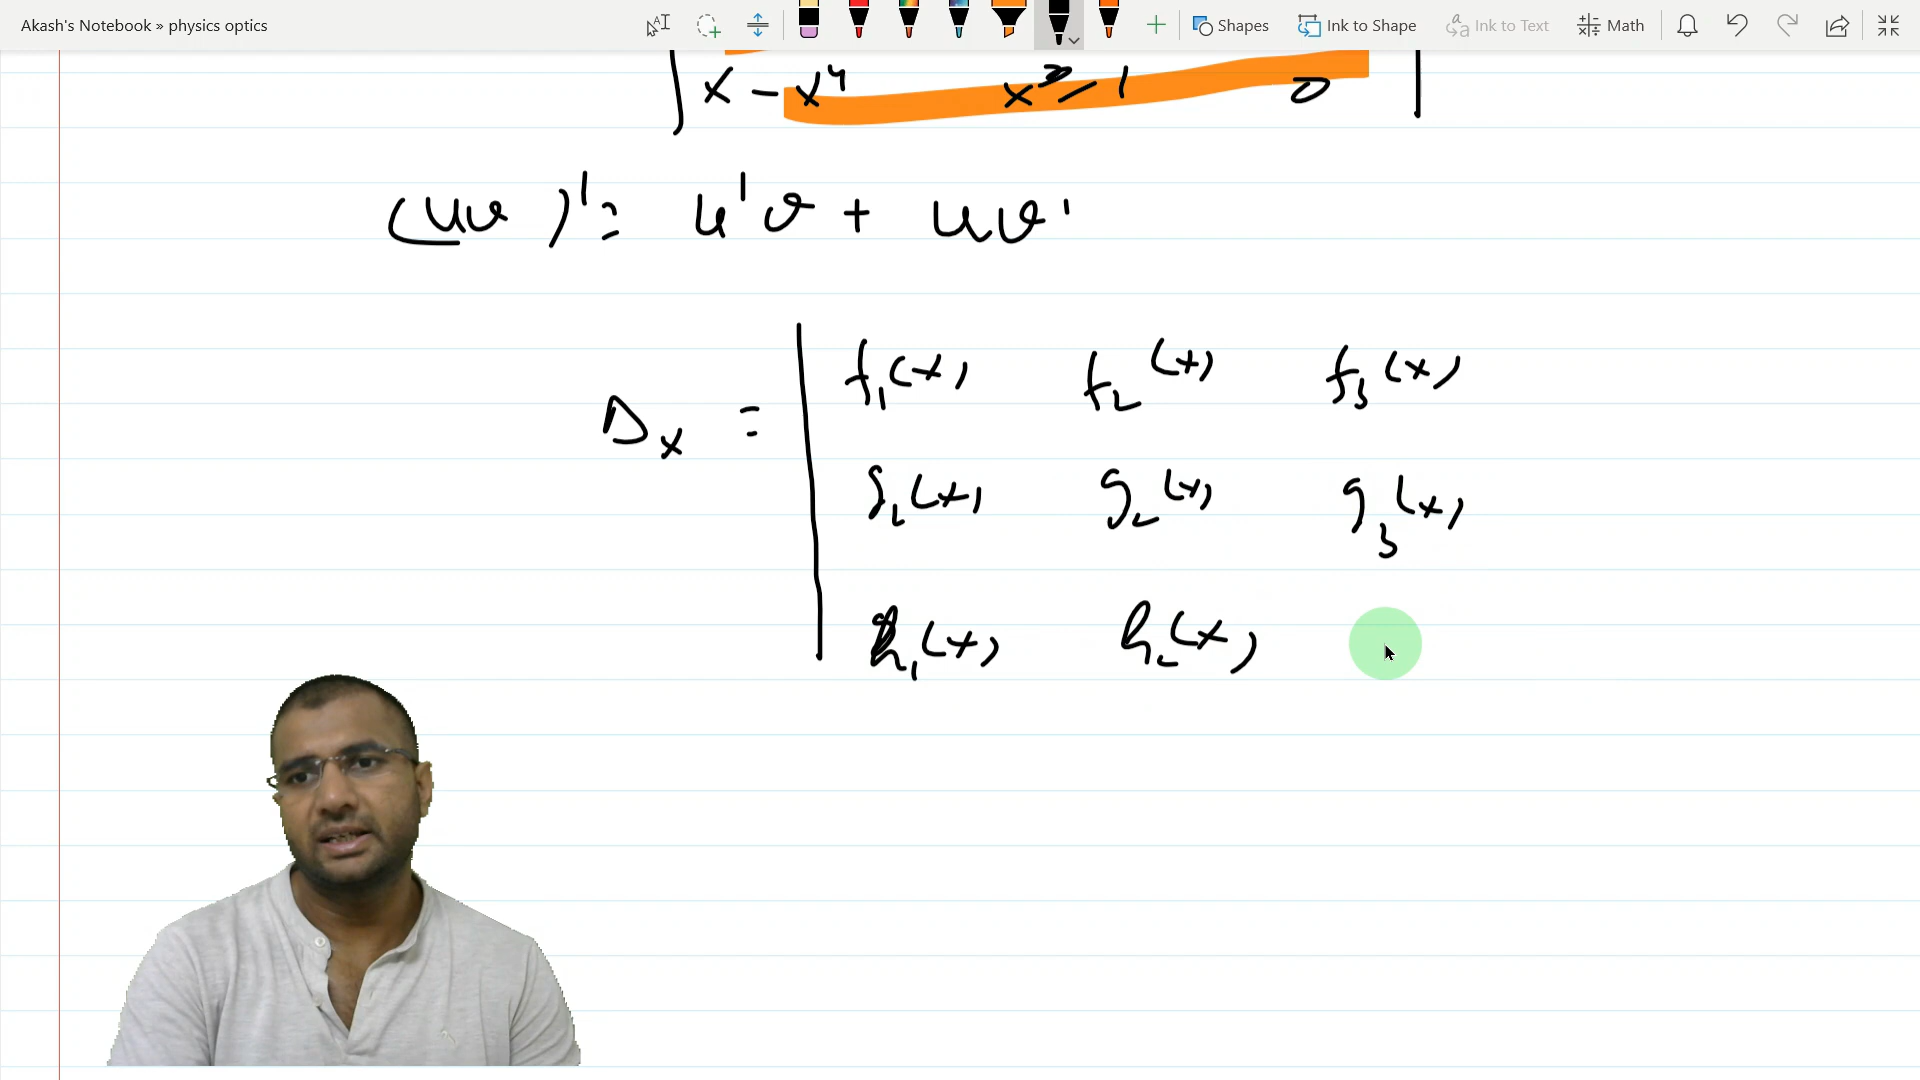 Akash's Notebook » physics optics
Shapes Ink to Shape Ink to Text Math
x - x⁴ x³ - 1 0
(uv)' = u'v + uv'
f₁(x) f₂(x) f₃(x)
Dₓ =
g₁(x) g₂(x) g₃(x)
h₁(x) h₂(x)